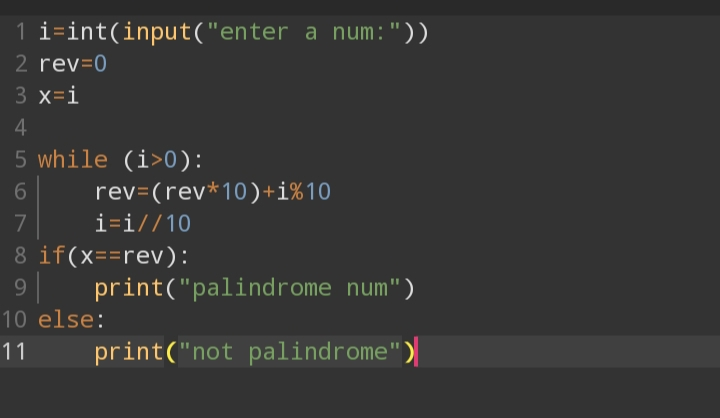 1 i=int(input("enter a num:"))
2 rev=0
3 x=i
4
5 while (i>0):
6     rev=(rev*10)+i%10
7     i=i//10
8 if(x==rev):
9     print("palindrome num")
10 else:
11     print("not palindrome")